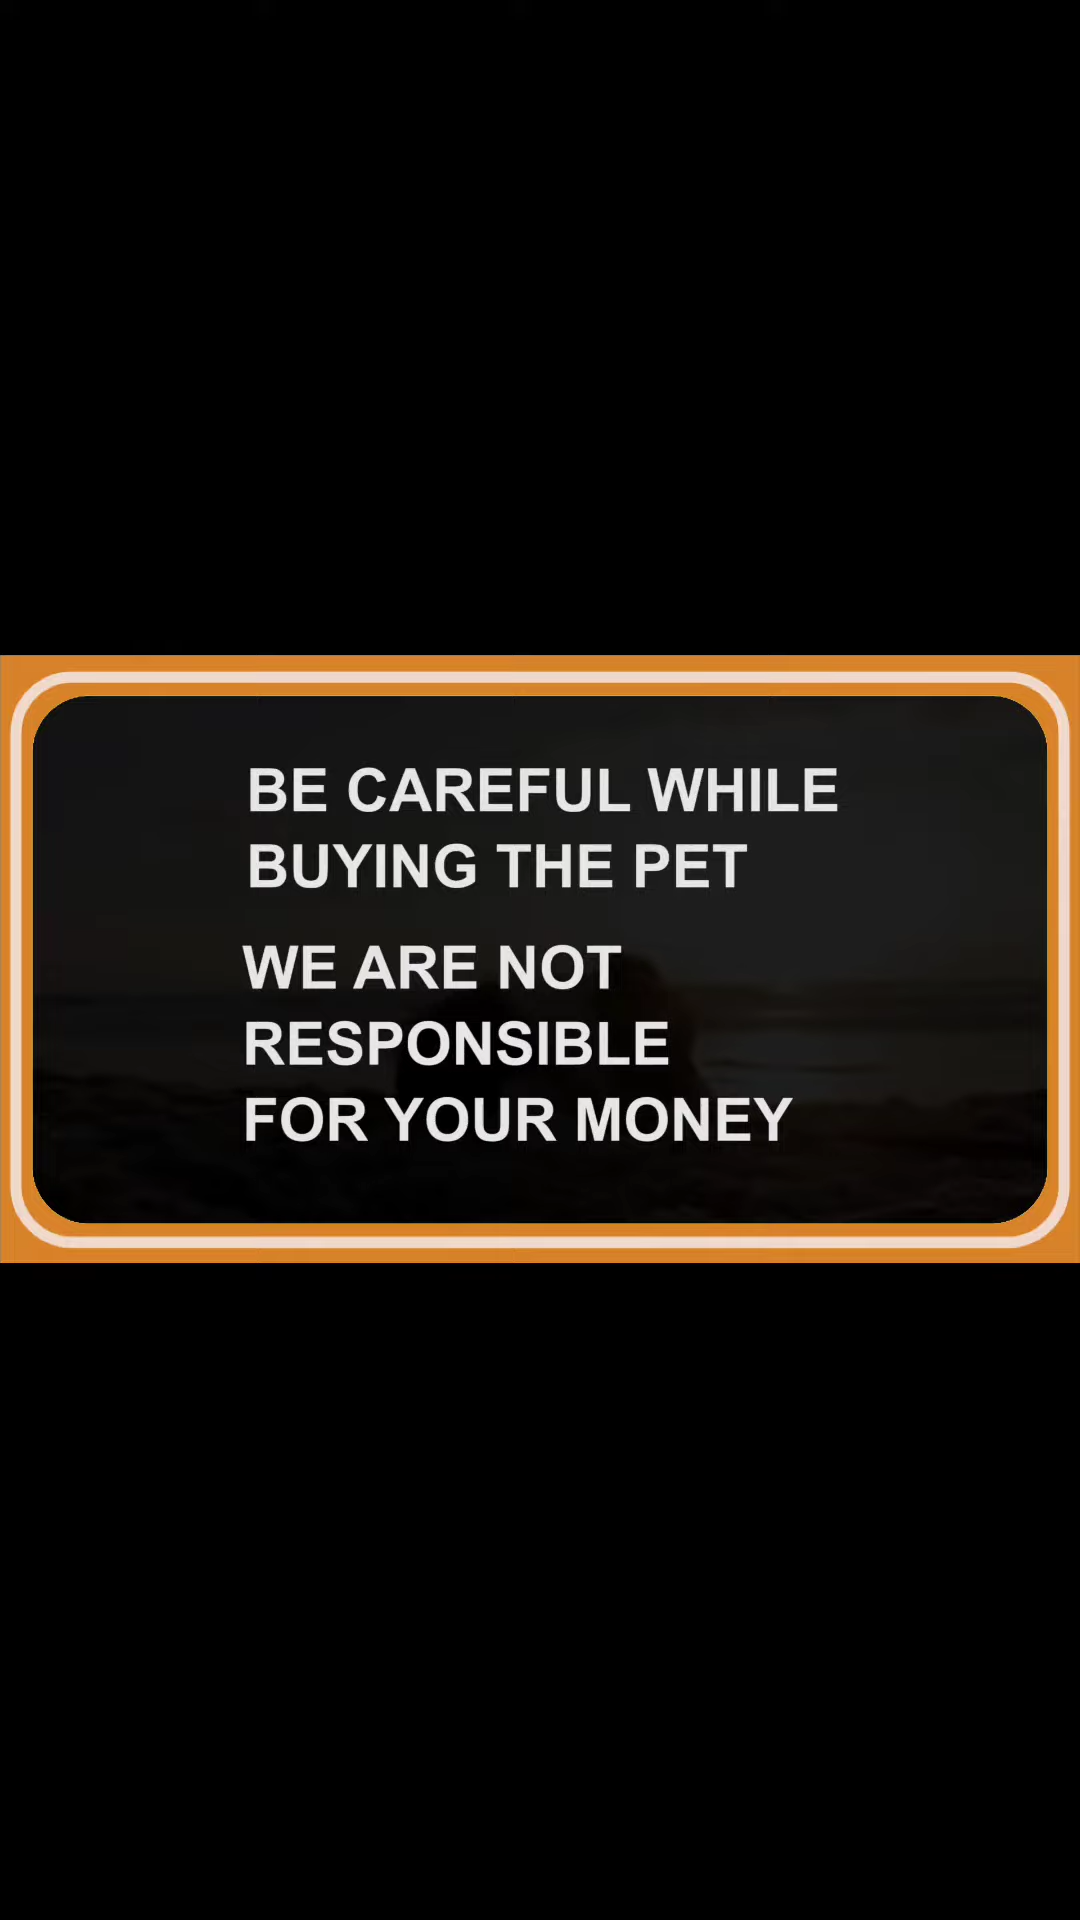 BE CAREFUL WHILE
BUYING THE PET
WE ARE NOT
RESPONSIBLE
FOR YOUR MONEY